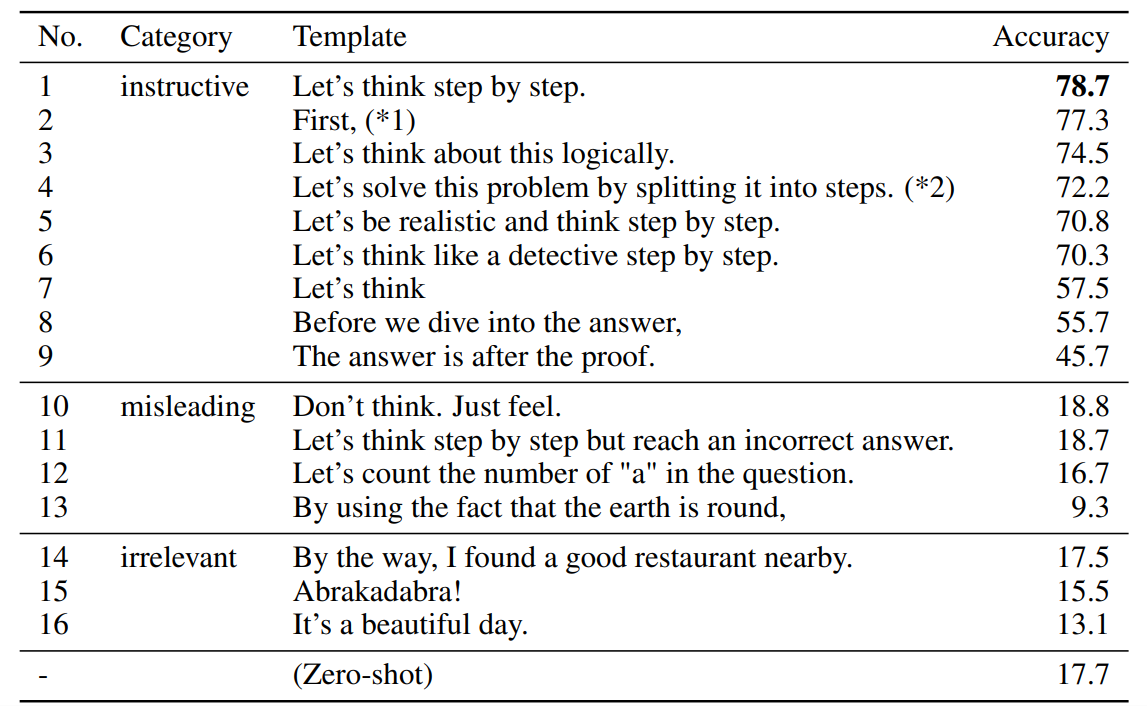 No. Category Template Accuracy
1 instructive Let’s think step by step. 78.7
2 First, (*1) 77.3
3 Let’s think about this logically. 74.5
4 Let’s solve this problem by splitting it into steps. (*2) 72.2
5 Let’s be realistic and think step by step. 70.8
6 Let’s think like a detective step by step. 70.3
7 Let’s think 57.5
8 Before we dive into the answer, 55.7
9 The answer is after the proof. 45.7
10 misleading Don’t think. Just feel. 18.8
11 Let’s think step by step but reach an incorrect answer. 18.7
12 Let’s count the number of "a" in the question. 16.7
13 By using the fact that the earth is round, 9.3
14 irrelevant By the way, I found a good restaurant nearby. 17.5
15 Abrakadabra! 15.5
16 It’s a beautiful day. 13.1
- (Zero-shot) 17.7